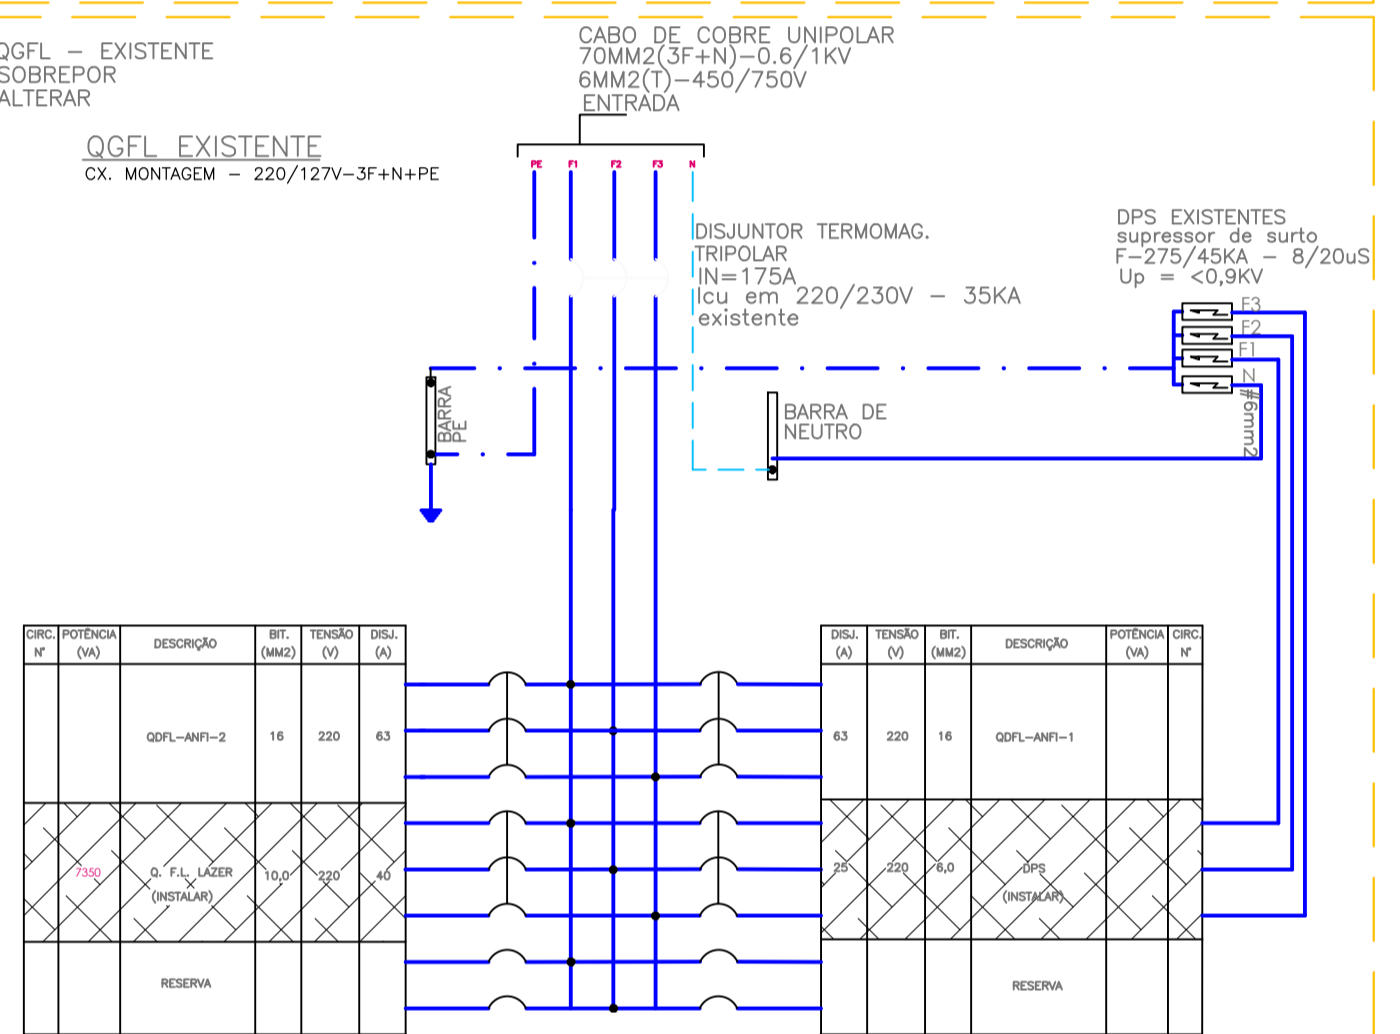 QGFL – EXISTENTE
SOBREPOR
ALTERAR
CABO DE COBRE UNIPOLAR
70MM2(3F+N)–0.6/1KV
6MM2(T)–450/750V
ENTRADA
QGFL EXISTENTE
CX. MONTAGEM – 220/127V–3F+N+PE
PE F1 F2 F3 N
DISJUNTOR TERMOMAG.
TRIPOLAR
IN=175A
Icu em 220/230V – 35KA
existente
DPS EXISTENTES
supressor de surto
F–275/45KA – 8/20uS
Up = <0,9KV
F3
F2
F1
N
#6mm2
BARRA
PE
BARRA DE
NEUTRO
CIRC. POTÊNCIA DESCRIÇÃO BIT. TENSÃO DISJ.
N° (VA) (MM2) (V) (A)
QDFL–ANFI–2 16 220 63
7350 Q. F.L. LAZER 10,0 220 40
(INSTALAR)
RESERVA
DISJ. TENSÃO BIT. DESCRIÇÃO POTÊNCIA CIRC.
(A) (V) (MM2) (VA) N°
63 220 16 QDFL–ANFI–1
25 220 6,0 DPS
(INSTALAR)
RESERVA